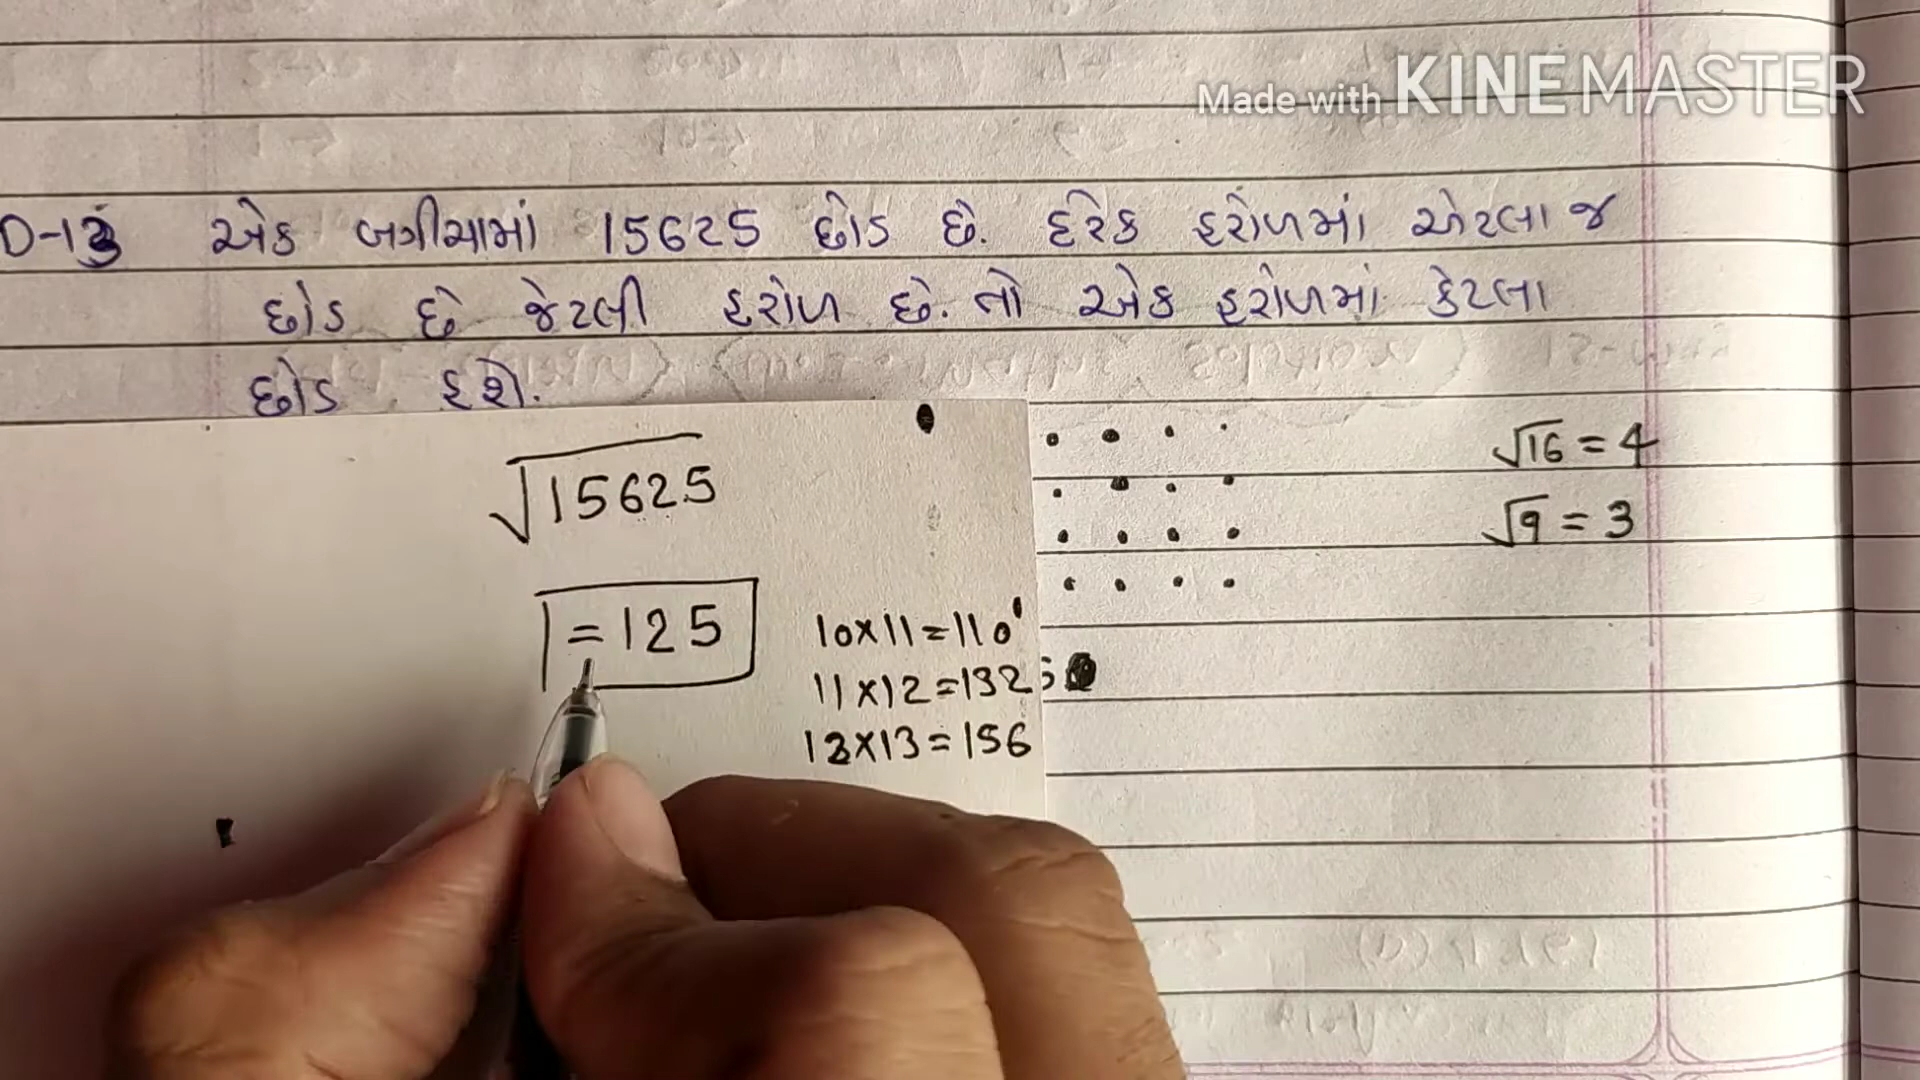 Made with KINEMASTER
D-13 એક બગીચામાં 15625 છોડ છે. દરેક હરોળમાં એટલા જ
છોડ છે જેટલી હરોળ છે. તો એક હરોળમાં કેટલા
છોડ હશે.
√16 = 4
√15625
√9 = 3
= 125
10×11=110
11×12=132
12×13=156